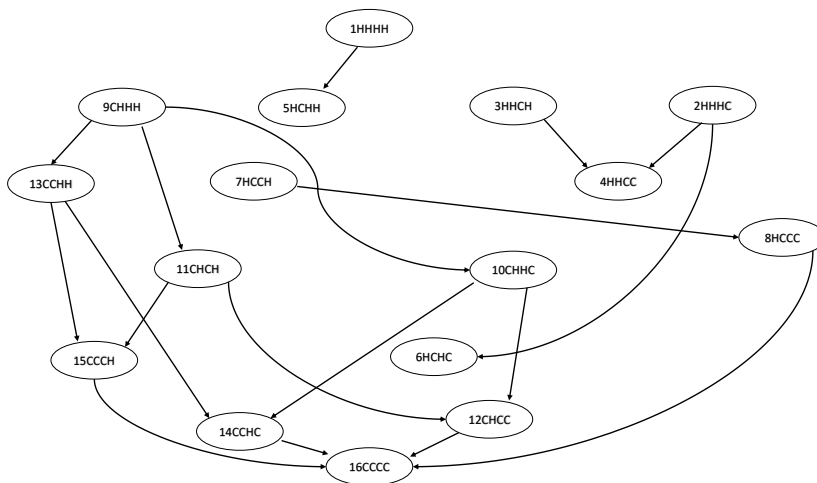 1HHHH
9CHHH
5HCHH
3HHCH
2HHHC
13CCHH
7HCCH
4HHCC
8HCCC
11CHCH
10CHHC
15CCCH
6HCHC
14CCHC
12CHCC
16CCCC